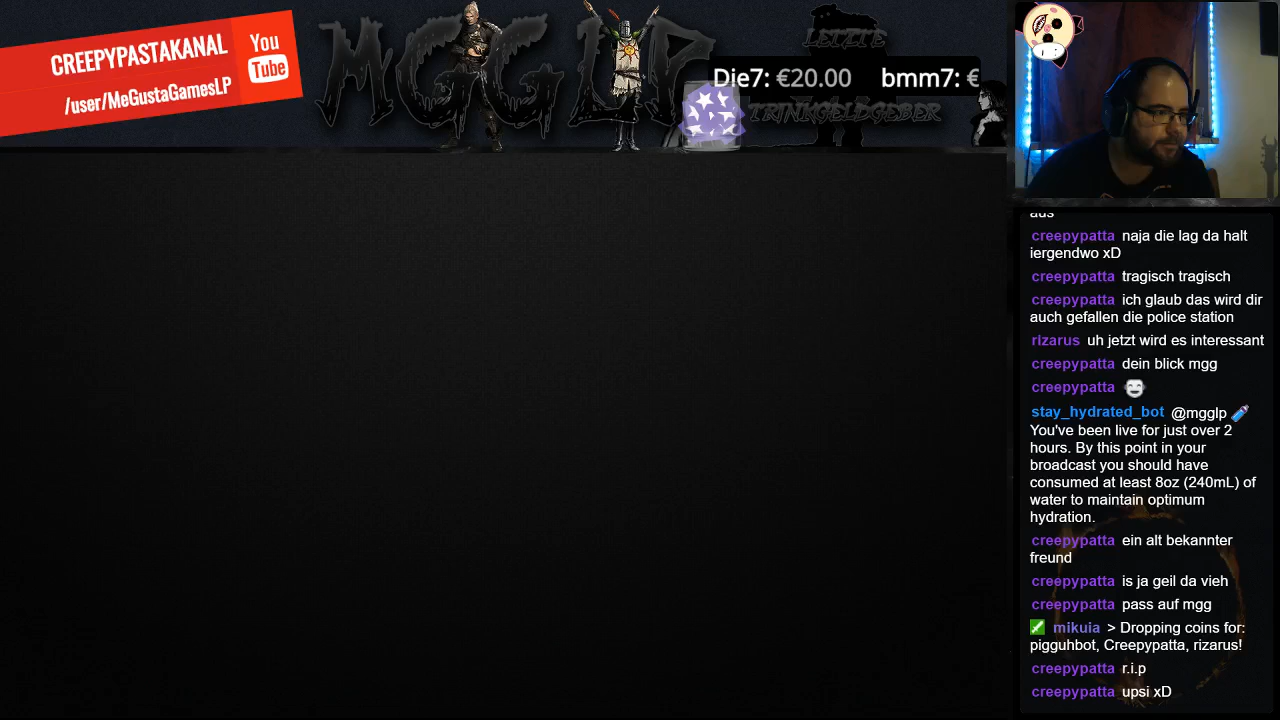 CREEPYPASTAKANAL
/user/MeGustaGamesLP
You
Tube
MGGLP
LETZTE
Die7: €20.00 bmm7: €
TRINKGELDGEBER
aus
creepypatta naja die lag da halt
iergendwo xD
creepypatta tragisch tragisch
creepypatta ich glaub das wird dir
auch gefallen die police station
rizarus uh jetzt wird es interessant
creepypatta dein blick mgg
creepypatta
stay_hydrated_bot @mgglp
You've been live for just over 2
hours. By this point in your
broadcast you should have
consumed at least 8oz (240mL) of
water to maintain optimum
hydration.
creepypatta ein alt bekannter
freund
creepypatta is ja geil da vieh
creepypatta pass auf mgg
mikuia > Dropping coins for:
pigguhbot, Creepypatta, rizarus!
creepypatta r.i.p
creepypatta upsi xD